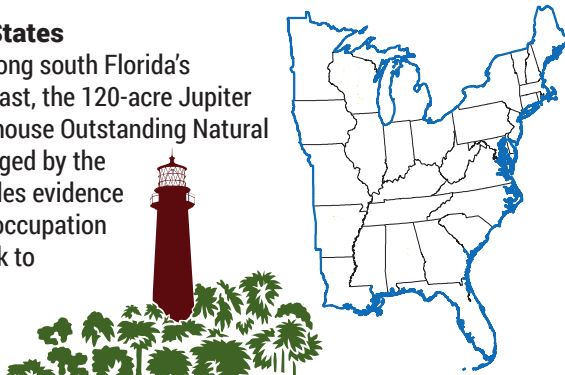 States
ong south Florida’s
ast, the 120-acre Jupiter
house Outstanding Natural
ged by the
les evidence
occupation
k to